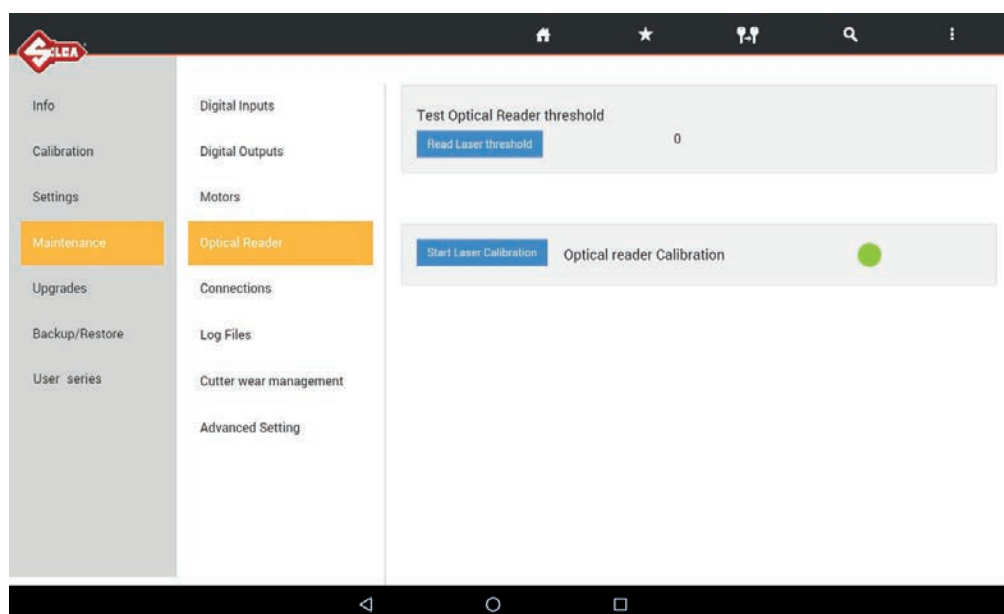 SILCA
Info
Calibration
Settings
Maintenance
Upgrades
Backup/Restore
User series
Digital Inputs
Digital Outputs
Motors
Optical Reader
Connections
Log Files
Cutter wear management
Advanced Setting
Test Optical Reader threshold
Read Laser threshold 0
Start Laser Calibration Optical reader Calibration